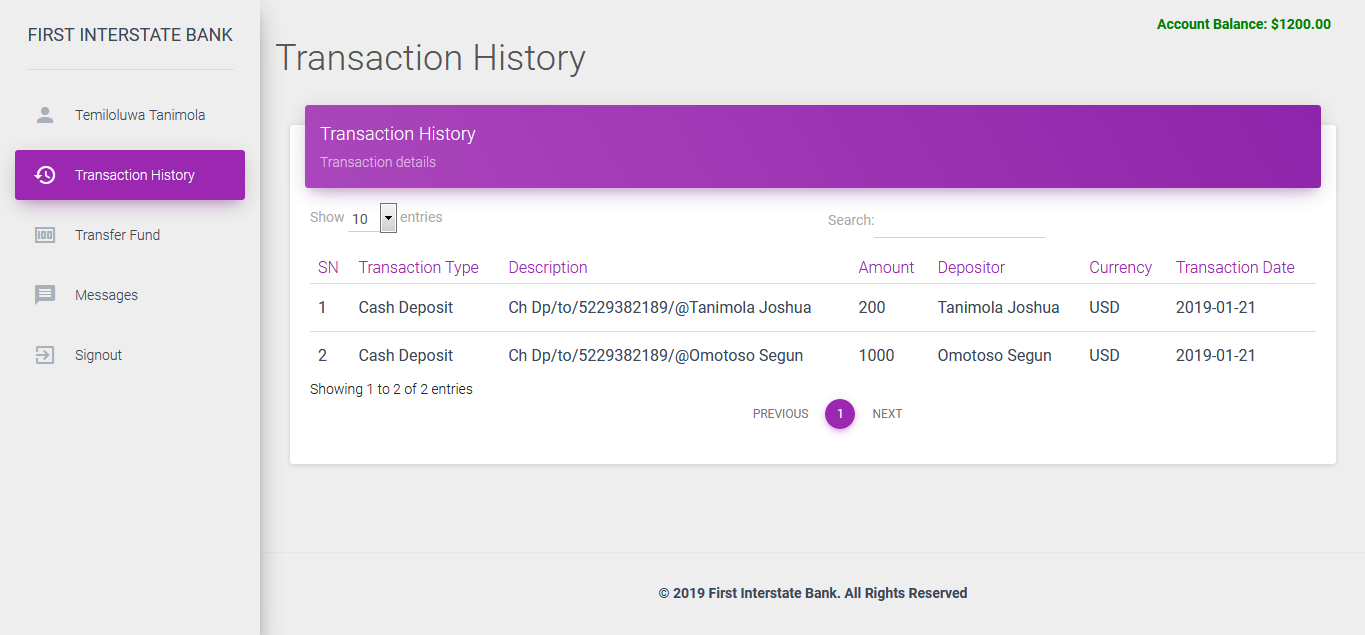 FIRST INTERSTATE BANK
Temiloluwa Tanimola
Transaction History
Transfer Fund
Messages
Signout
Account Balance: $1200.00
Transaction History
Transaction History
Transaction details
Show 10 entries
Search:
SN Transaction Type Description Amount Depositor Currency Transaction Date
1 Cash Deposit Ch Dp/to/5229382189/@Tanimola Joshua 200 Tanimola Joshua USD 2019-01-21
2 Cash Deposit Ch Dp/to/5229382189/@Omotoso Segun 1000 Omotoso Segun USD 2019-01-21
Showing 1 to 2 of 2 entries
PREVIOUS 1 NEXT
© 2019 First Interstate Bank. All Rights Reserved